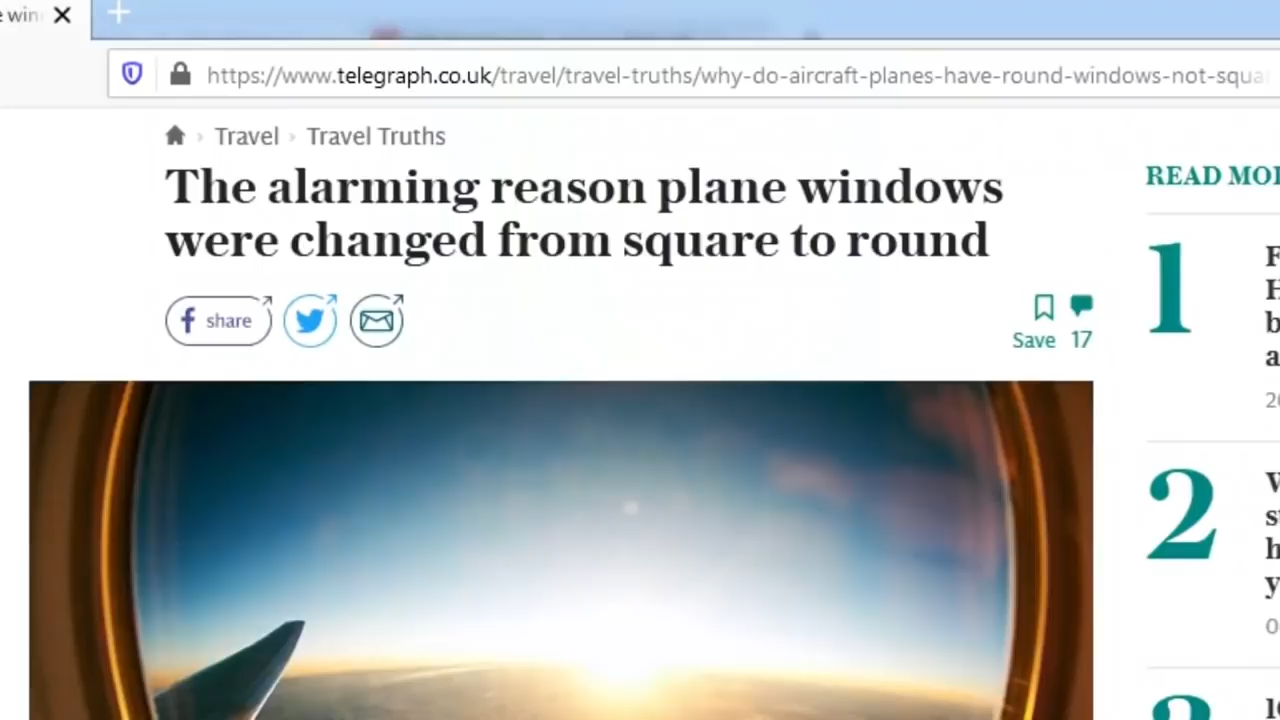 https://www.telegraph.co.uk/travel/travel-truths/why-do-aircraft-planes-have-round-windows-not-squa
Travel › Travel Truths
The alarming reason plane windows
were changed from square to round
share
Save 17
READ
1
2